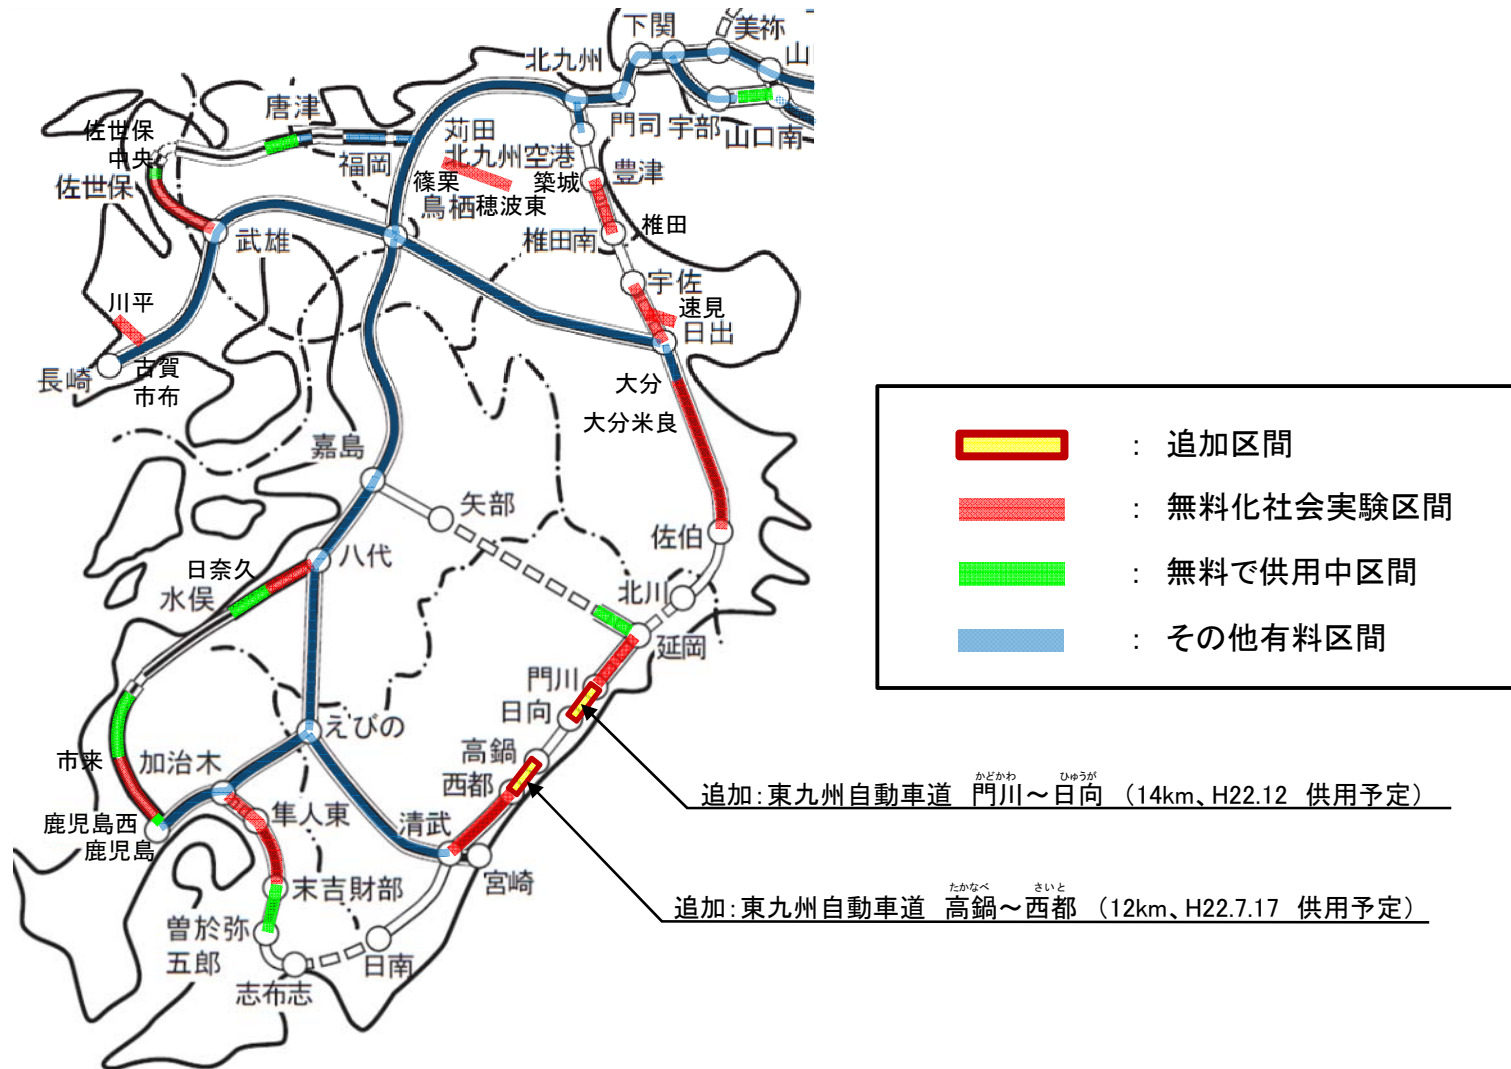 下関
美祢
山
北九州
門司
宇部
山口南
唐津
佐世保
中央
佐世保
福岡
苅田
北九州空港
篠栗
鳥栖
穂波東
築城
豊津
椎田
椎田南
武雄
宇佐
速見
日出
川平
長崎
古賀
市布
大分
大分米良
嘉島
矢部
佐伯
八代
日奈久
水俣
北川
延岡
門川
日向
えびの
高鍋
西都
市来
加治木
鹿児島西
鹿児島
隼人東
清武
宮崎
末吉財部
曽於弥
五郎
日南
志布志
： 追加区間
： 無料化社会実験区間
： 無料で供用中区間
： その他有料区間
かどかわ ひゅうが
追加：東九州自動車道 門川～日向 （14km、H22.12 供用予定）
たかなべ さいと
追加：東九州自動車道 高鍋～西都 （12km、H22.7.17 供用予定）